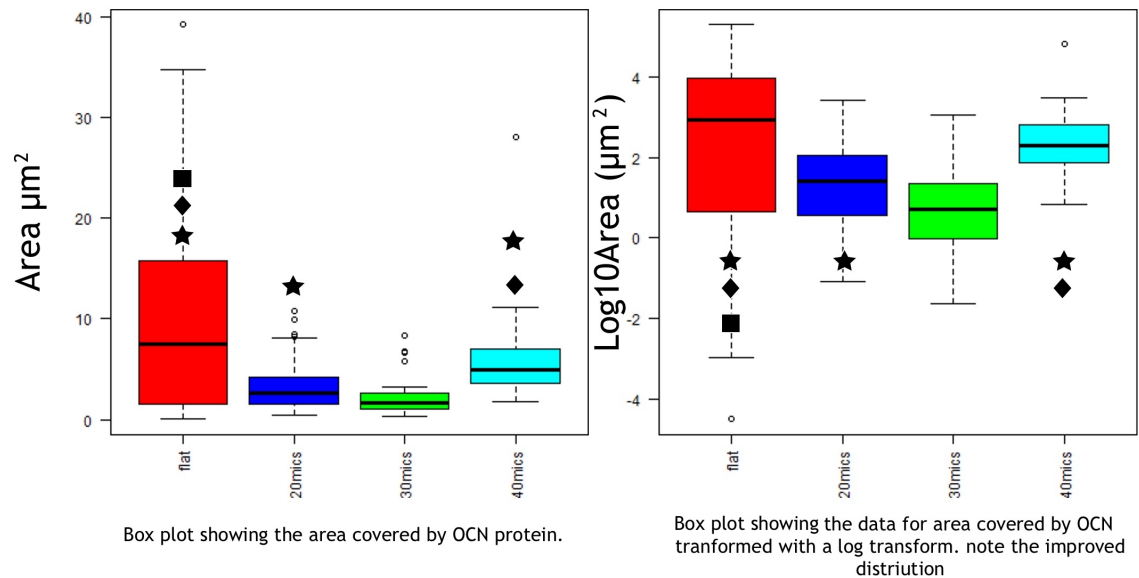 Area μm²
40
30
20
10
0
flat
20mics
30mics
40mics
Box plot showing the area covered by OCN protein.
Log10Area (μm²)
4
2
0
-2
-4
flat
20mics
30mics
40mics
Box plot showing the data for area covered by OCN
tranformed with a log transform. note the improved
distriution